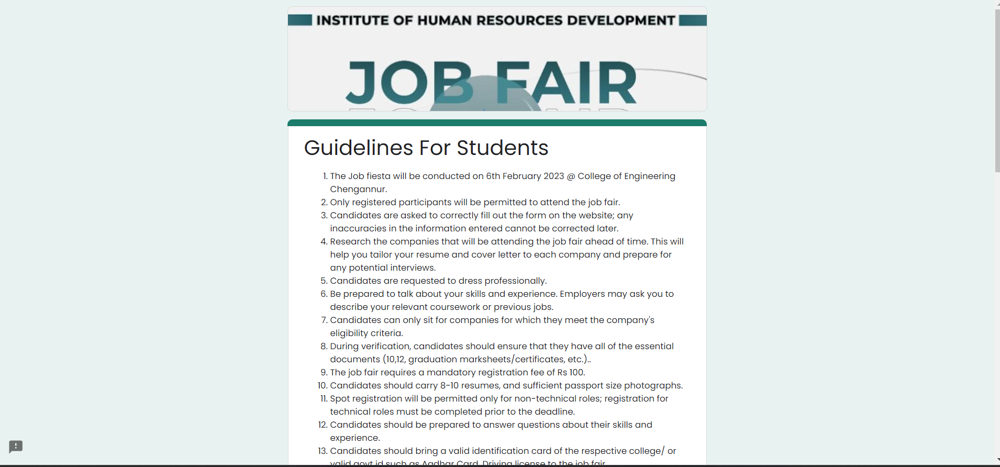 INSTITUTE OF HUMAN RESOURCES DEVELOPMENT
JOB FAIR
Guidelines For Students
1. The Job fiesta will be conducted on 6th February 2023 @ College of Engineering
Chengannur.
2. Only registered participants will be permitted to attend the job fair.
3. Candidates are asked to correctly fill out the form on the website; any
inaccuracies in the information entered cannot be corrected later.
4. Research the companies that will be attending the job fair ahead of time. This will
help you tailor your resume and cover letter to each company and prepare for
any potential interviews.
5. Candidates are requested to dress professionally.
6. Be prepared to talk about your skills and experience. Employers may ask you to
describe your relevant coursework or previous jobs.
7. Candidates can only sit for companies for which they meet the company's
eligibility criteria.
8. During verification, candidates should ensure that they have all of the essential
documents (10,12, graduation marksheets/certificates, etc.)..
9. The job fair requires a mandatory registration fee of Rs 100.
10. Candidates should carry 8-10 resumes, and sufficient passport size photographs.
11. Spot registration will be permitted only for non-technical roles; registration for
technical roles must be completed prior to the deadline.
12. Candidates should be prepared to answer questions about their skills and
experience.
13. Candidates should bring a valid identification card of the respective college/ or
valid govt id such as Aadhar Card, Driving license to the job fair